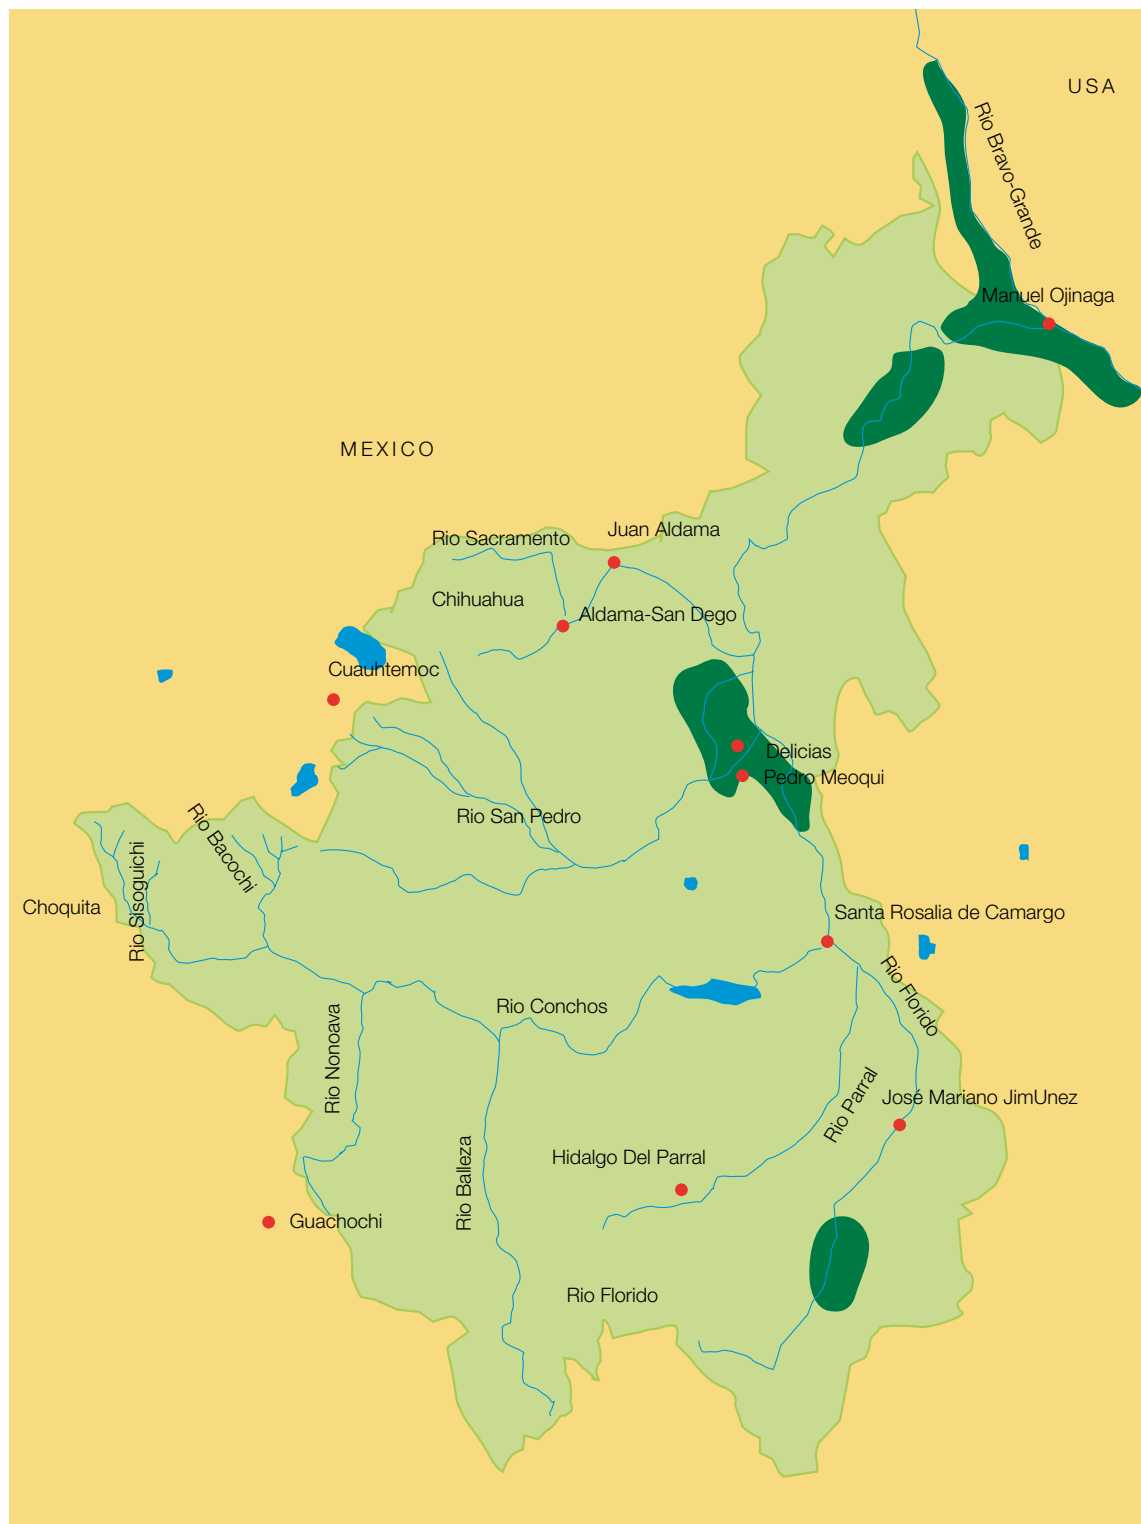 USA
Rio Bravo-Grande
Manuel Ojinaga
MEXICO
Juan Aldama
Rio Sacramento
Chihuahua
Aldama-San Dego
Cuauhtemoc
Delicias
Pedro Meoqui
Rio San Pedro
Rio Bacochi
Rio Sisoguichi
Choquita
Santa Rosalia de Camargo
Rio Florido
Rio Conchos
Rio Nonoava
Rio Parral
José Mariano JimUnez
Hidalgo Del Parral
Rio Balleza
Guachochi
Rio Florido